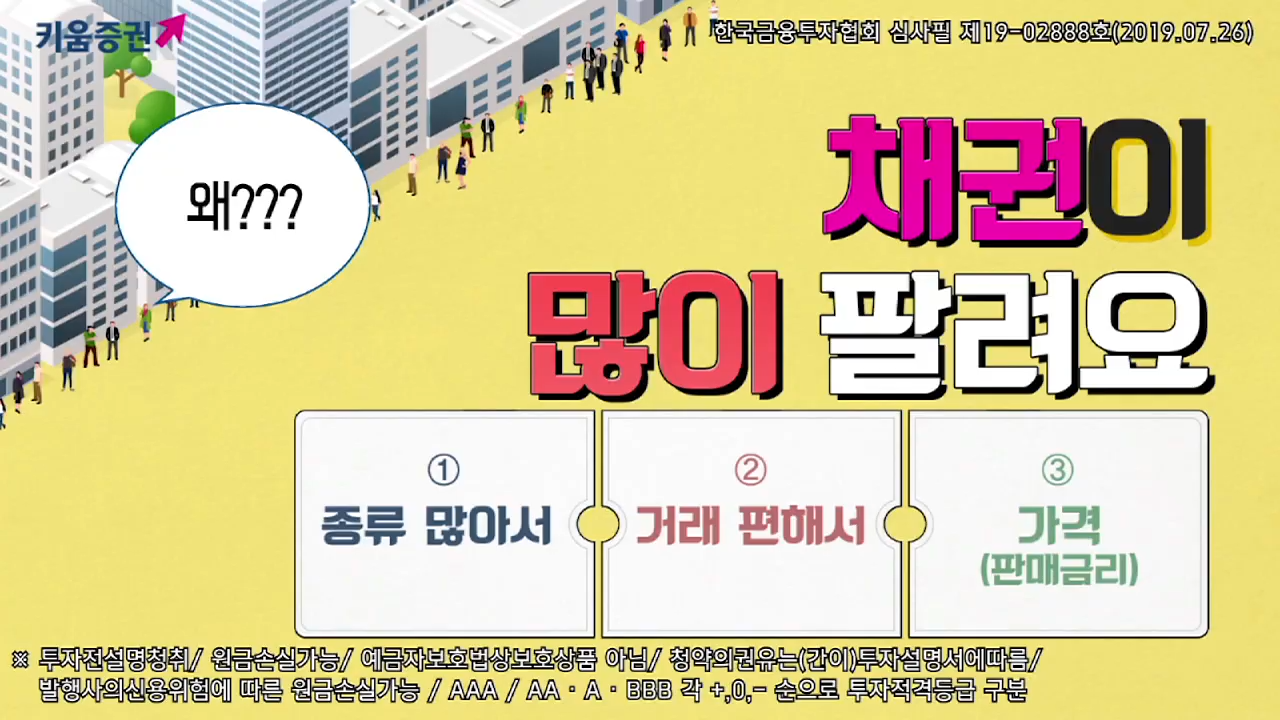 키움증권
한국금융투자협회 심사필 제19-02888호(2019.07.26)
왜???
채권이
많이 팔려요
①
종류 많아서
②
거래 편해서
③
가격
(판매금리)
※ 투자전설명청취/ 원금손실가능/ 예금자보호법상보호상품 아님/ 청약의권유는(간이)투자설명서에따름/
발행사의신용위험에 따른 원금손실가능 / AAA / AA · A · BBB 각 +,0,- 순으로 투자적격등급 구분